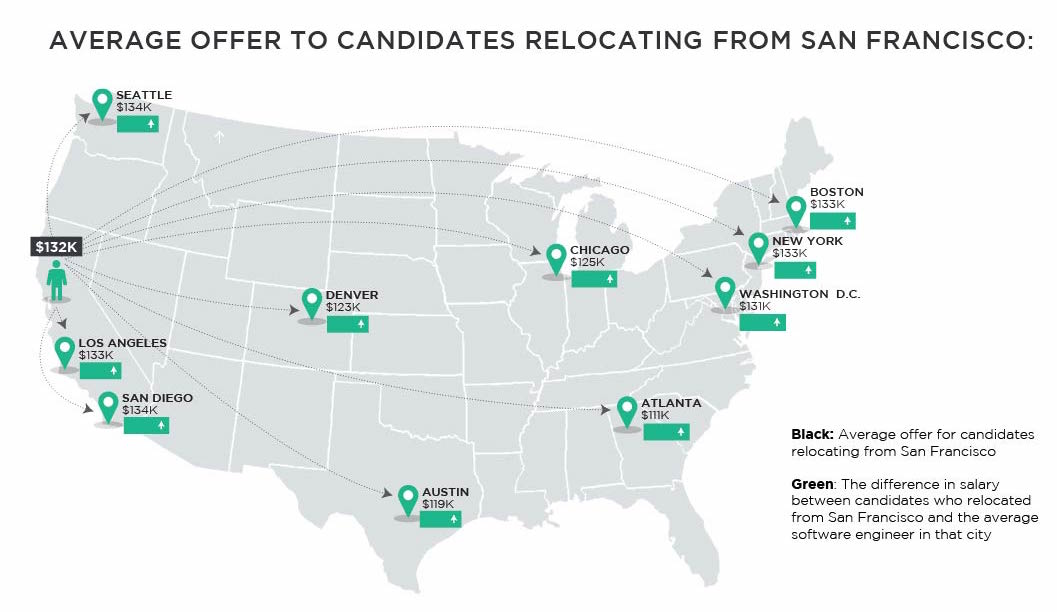 AVERAGE OFFER TO CANDIDATES RELOCATING FROM SAN FRANCISCO:
SEATTLE
$134K
BOSTON
$133K
$132K
NEW YORK
$133K
CHICAGO
$125K
DENVER
$123K
WASHINGTON D.C.
$131K
LOS ANGELES
$133K
SAN DIEGO
$134K
ATLANTA
$111K
Black: Average offer for candidates
relocating from San Francisco
Green: The difference in salary
between candidates who relocated
from San Francisco and the average
software engineer in that city
AUSTIN
$119K